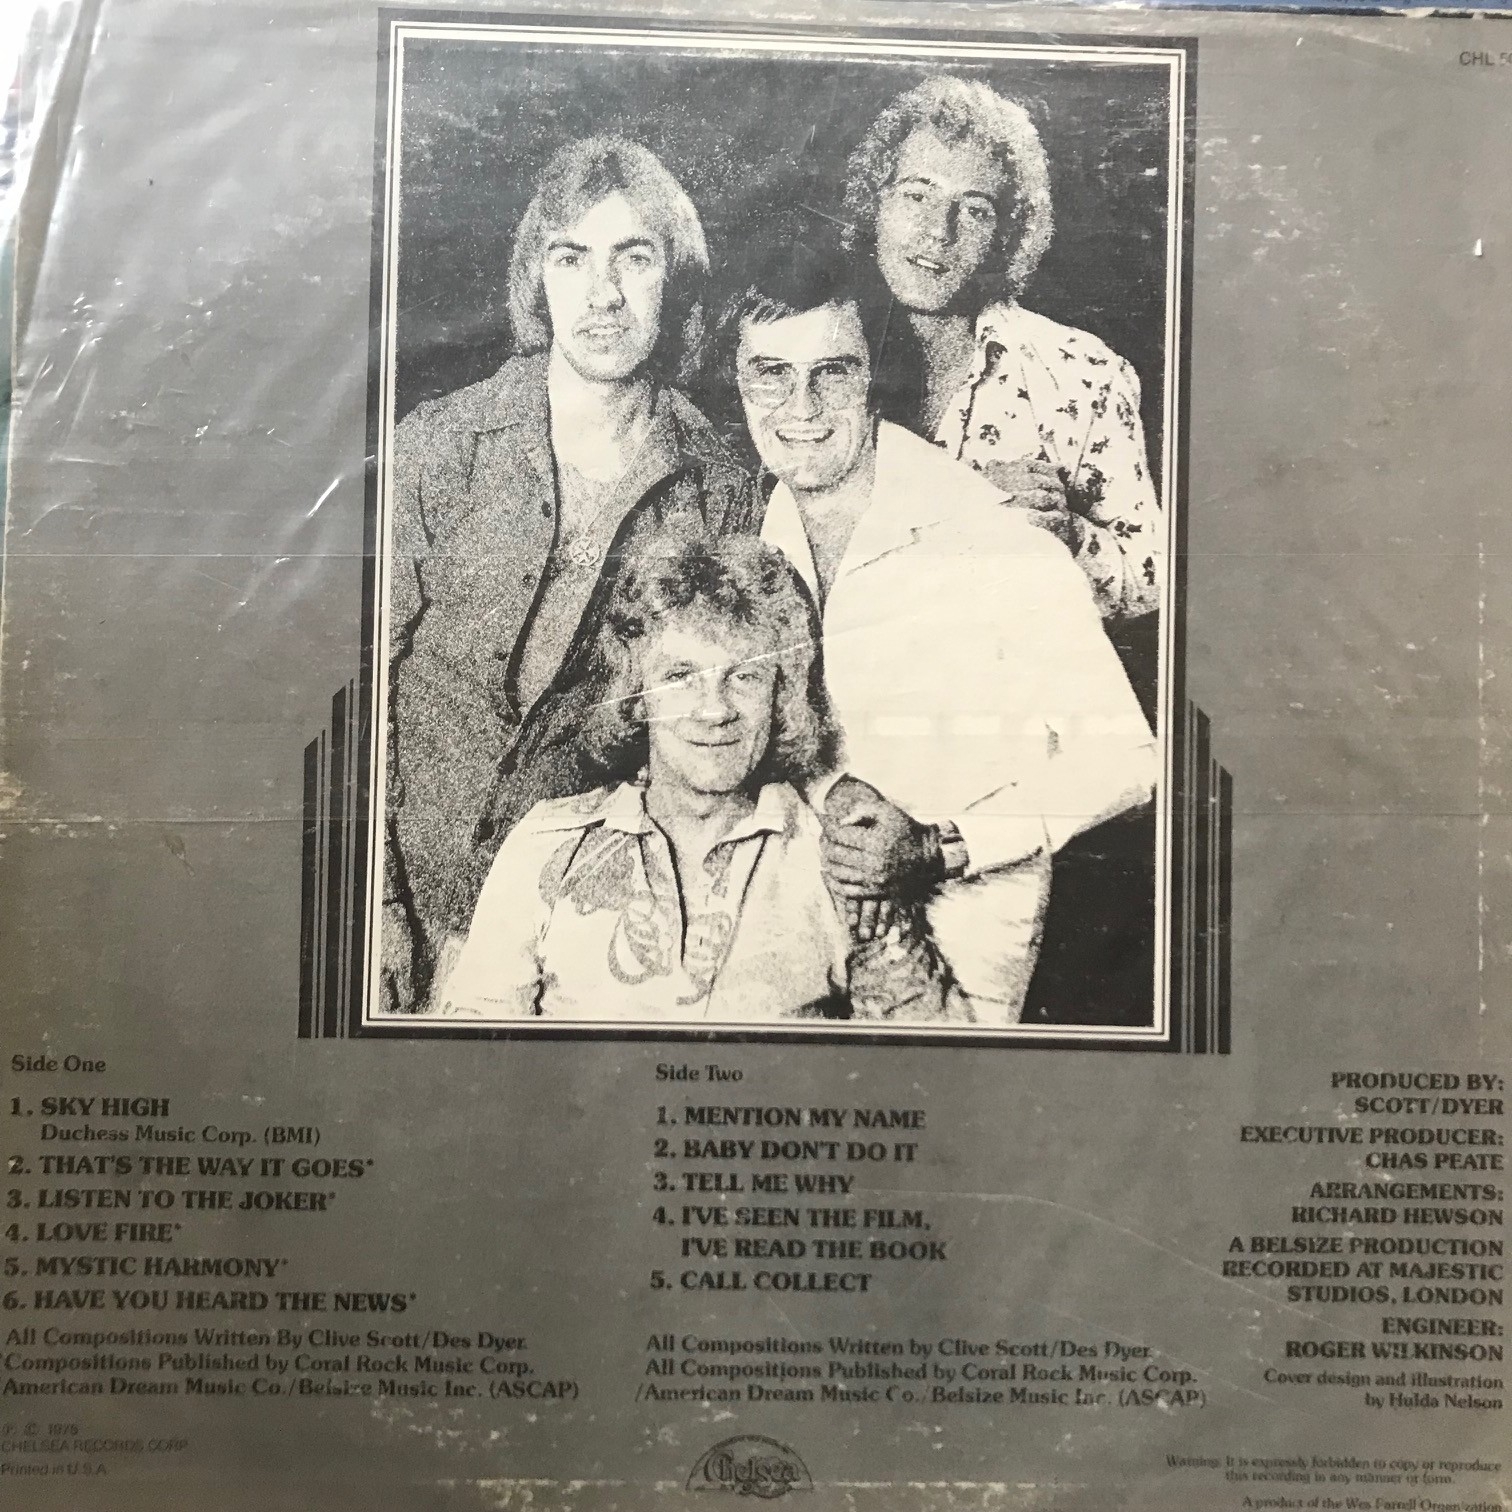 CHL
Side One
1. SKY HIGH
Duchess Music Corp. (BMI)
2. THAT'S THE WAY IT GOES*
3. LISTEN TO THE JOKER*
4. LOVE FIRE*
5. MYSTIC HARMONY*
6. HAVE YOU HEARD THE NEWS*
All Compositions Written By Clive Scott/Des Dyer.
*Compositions Published by Coral Rock Music Corp.
American Dream Music Co./Belsize Music Inc. (ASCAP)
℗ © 1975
CHELSEA RECORDS CORP.
Printed in U.S.A.
Side Two
1. MENTION MY NAME
2. BABY DON'T DO IT
3. TELL ME WHY
4. I'VE SEEN THE FILM,
I'VE READ THE BOOK
5. CALL COLLECT
All Compositions Written by Clive Scott/Des Dyer.
All Compositions Published by Coral Rock Music Corp.
/American Dream Music Co./Belsize Music Inc. (ASCAP)
Chelsea
PRODUCED BY:
SCOTT/DYER
EXECUTIVE PRODUCER:
CHAS PEATE
ARRANGEMENTS:
RICHARD HEWSON
A BELSIZE PRODUCTION
RECORDED AT MAJESTIC
STUDIOS, LONDON
ENGINEER:
ROGER WILKINSON
Cover design and illustration
by Hulda Nelson
Warning: It is expressly forbidden to copy or reproduce
this recording in any manner or form.
A product of the Wes Farrell Organization